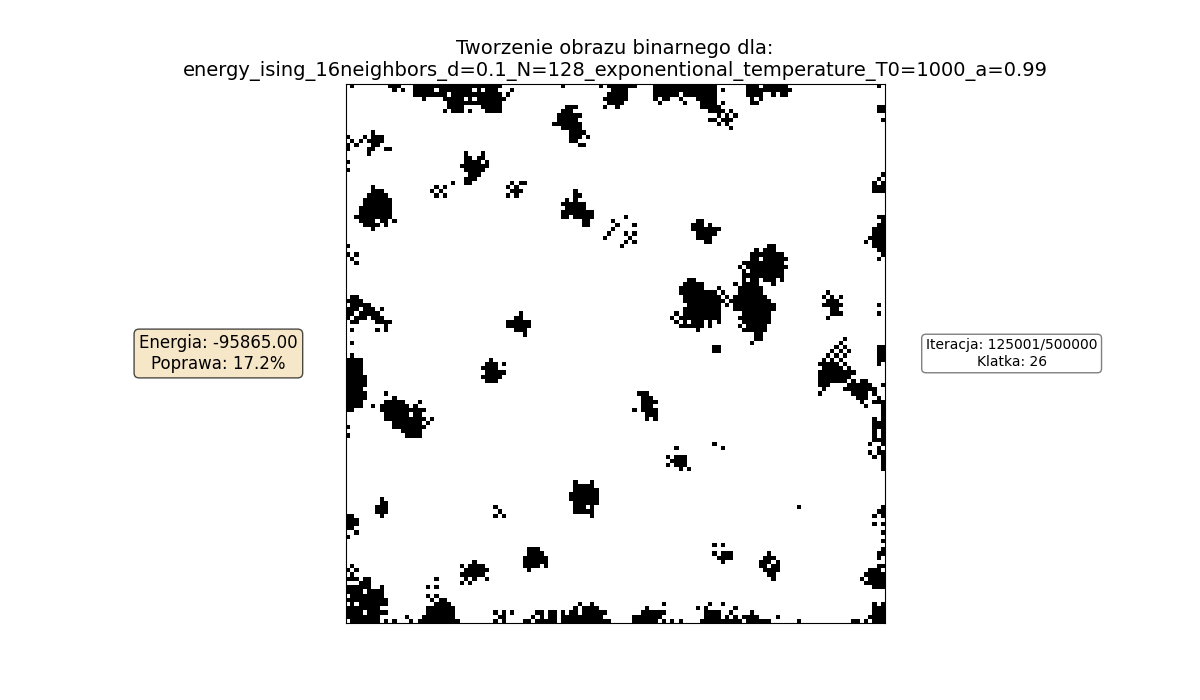 Tworzenie obrazu binarnego dla:
energy_ising_16neighbors_d=0.1_N=128_exponentional_temperature_T0=1000_a=0.99
Energia: -95865.00
Poprawa: 17.2%
Iteracja: 125001/500000
Klatka: 26